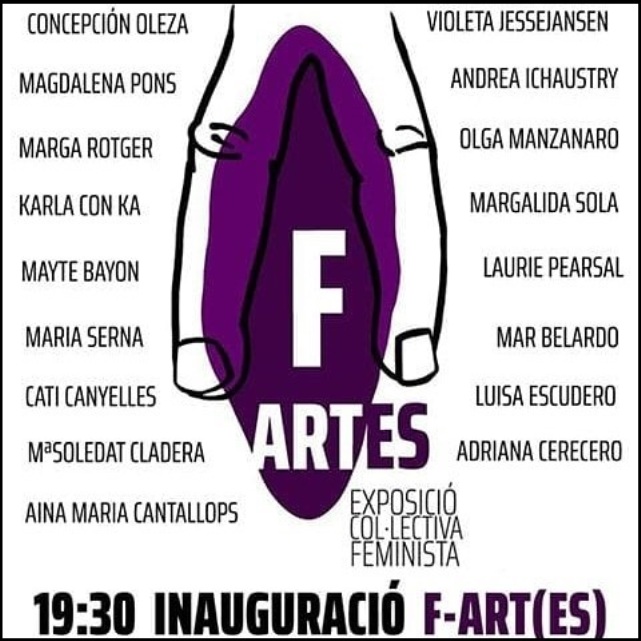 CONCEPCIÓN OLEZA
MAGDALENA PONS
MARGA ROTGER
KARLA CON KA
MAYTE BAYON
MARIA SERNA
CATI CANYELLES
MªSOLEDAT CLADERA
AINA MARIA CANTALLOPS
VIOLETA JESSEJANSEN
ANDREA ICHAUSTRY
OLGA MANZANARO
MARGALIDA SOLA
LAURIE PEARSAL
MAR BELARDO
LUISA ESCUDERO
ADRIANA CERECERO
F
ARTES
EXPOSICIÓ
COL·LECTIVA
FEMINISTA
19:30 INAUGURACIÓ F-ART(ES)